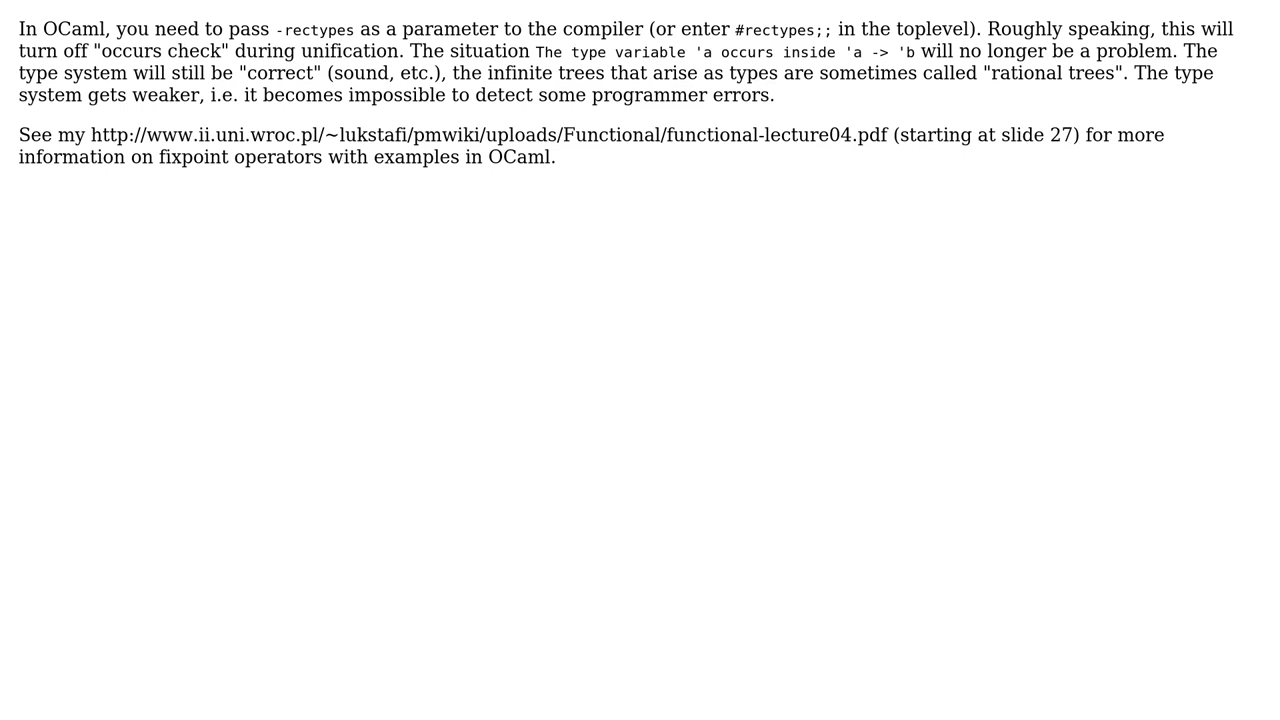 In OCaml, you need to pass -rectypes as a parameter to the compiler (or enter #rectypes;; in the toplevel). Roughly speaking, this will
turn off "occurs check" during unification. The situation The type variable 'a occurs inside 'a -> 'b will no longer be a problem. The
type system will still be "correct" (sound, etc.), the infinite trees that arise as types are sometimes called "rational trees". The type
system gets weaker, i.e. it becomes impossible to detect some programmer errors.
See my http://www.ii.uni.wroc.pl/~lukstafi/pmwiki/uploads/Functional/functional-lecture04.pdf (starting at slide 27) for more
information on fixpoint operators with examples in OCaml.